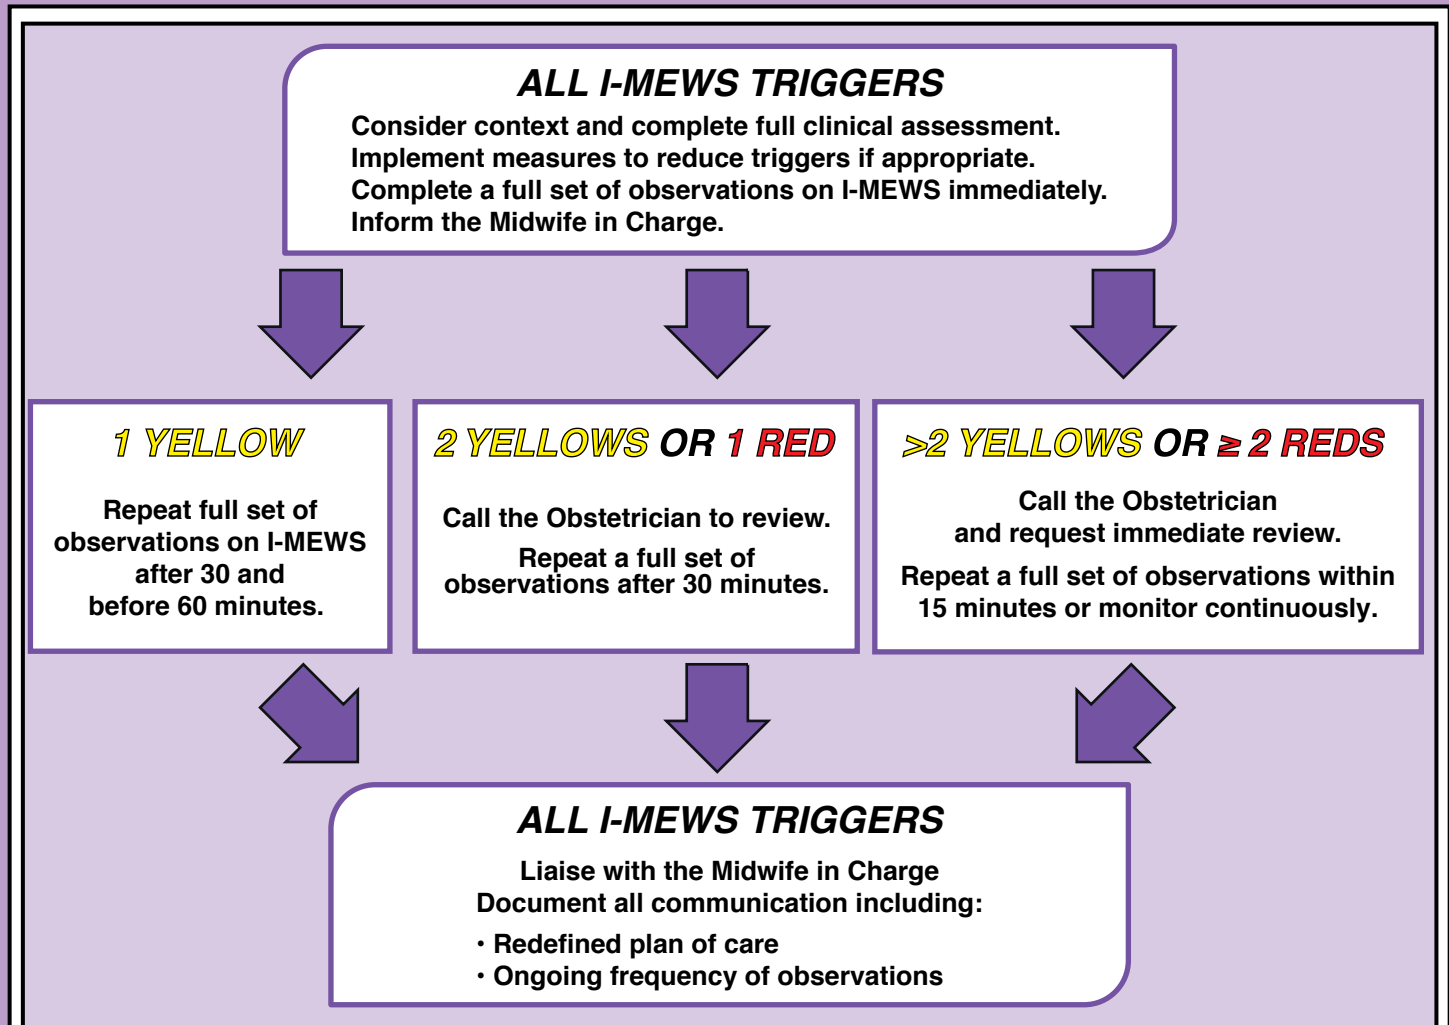 ALL I-MEWS TRIGGERS
Consider context and complete full clinical assessment.
Implement measures to reduce triggers if appropriate.
Complete a full set of observations on I-MEWS immediately.
Inform the Midwife in Charge.
1 YELLOW
Repeat full set of
observations on I-MEWS
after 30 and
before 60 minutes.
2 YELLOWS OR 1 RED
Call the Obstetrician to review.
Repeat a full set of
observations after 30 minutes.
>2 YELLOWS OR ≥ 2 REDS
Call the Obstetrician
and request immediate review.
Repeat a full set of observations within
15 minutes or monitor continuously.
ALL I-MEWS TRIGGERS
Liaise with the Midwife in Charge
Document all communication including:
• Redefined plan of care
• Ongoing frequency of observations